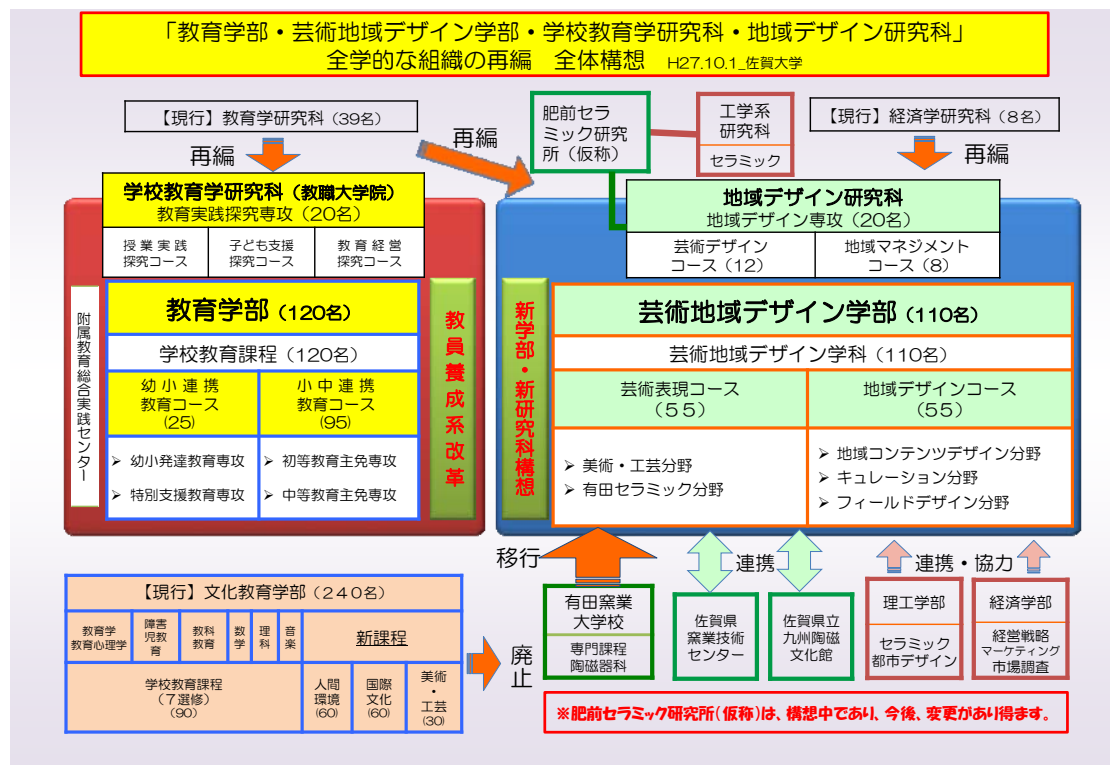 「教育学部・芸術地域デザイン学部・学校教育学研究科・地域デザイン研究科」
全学的な組織の再編　全体構想　H27.10.1_佐賀大学
【現行】教育学研究科（39名）
再編
再編
肥前セラ
ミック研究
所（仮称）
工学系
研究科
セラミック
【現行】経済学研究科（8名）
再編
学校教育学研究科（教職大学院）
教育実践探究専攻（20名）
授業実践
探究コース
子ども支援
探究コース
教育経営
探究コース
地域デザイン研究科
地域デザイン専攻（20名）
芸術デザイン
コース（12）
地域マネジメント
コース（8）
附属教育総合実践センター
教育学部（120名）
学校教育課程（120名）
幼小連携
教育コース
(25)
小中連携
教育コース
(95)
➢ 幼小発達教育専攻
➢ 特別支援教育専攻
➢ 初等教育主免専攻
➢ 中等教育主免専攻
教員養成系改革
新学部・新研究科構想
芸術地域デザイン学部（110名）
芸術地域デザイン学科（110名）
芸術表現コース
（５５）
地域デザインコース
（55）
➢ 美術・工芸分野
➢ 有田セラミック分野
➢ 地域コンテンツデザイン分野
➢ キュレーション分野
➢ フィールドデザイン分野
移行
連携
連携・協力
有田窯業
大学校
専門課程
陶磁器科
佐賀県
窯業技術
センター
佐賀県立
九州陶磁
文化館
理工学部
セラミック
都市デザイン
経済学部
経営戦略
マーケティング
市場調査
【現行】文化教育学部（２４０名）
教育学
教育心理学
障害
児教
育
教科
教育
数
学
理
科
音
楽
新課程
学校教育課程
（７選修）
(90)
人間
環境
(60)
国際
文化
(60)
美術
・
工芸
(30)
廃止
※肥前セラミック研究所（仮称）は、構想中であり、今後、変更があり得ます。